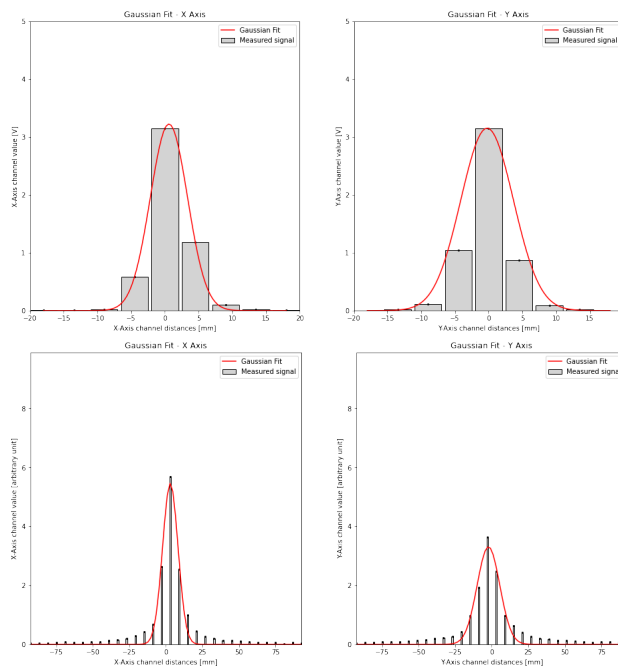 Gaussian Fit - X Axis
Gaussian Fit
Measured signal
X-Axis channel value [V]
5
4
3
2
1
0
-20 -15 -10 -5 0 5 10 15 20
X-Axis channel distances [mm]
Gaussian Fit - Y Axis
Gaussian Fit
Measured signal
Y-Axis channel value [V]
5
4
3
2
1
0
-20 -15 -10 -5 0 5 10 15
Y-Axis channel distances [mm]
Gaussian Fit - X Axis
Gaussian Fit
Measured signal
X-Axis channel value [arbitrary unit]
8
6
4
2
0
-75 -50 -25 0 25 50 75
X-Axis channel distances [mm]
Gaussian Fit - Y Axis
Gaussian Fit
Measured signal
Y-Axis channel value [arbitrary unit]
8
6
4
2
0
-75 -50 -25 0 25 50 75
Y-Axis channel distances [mm]